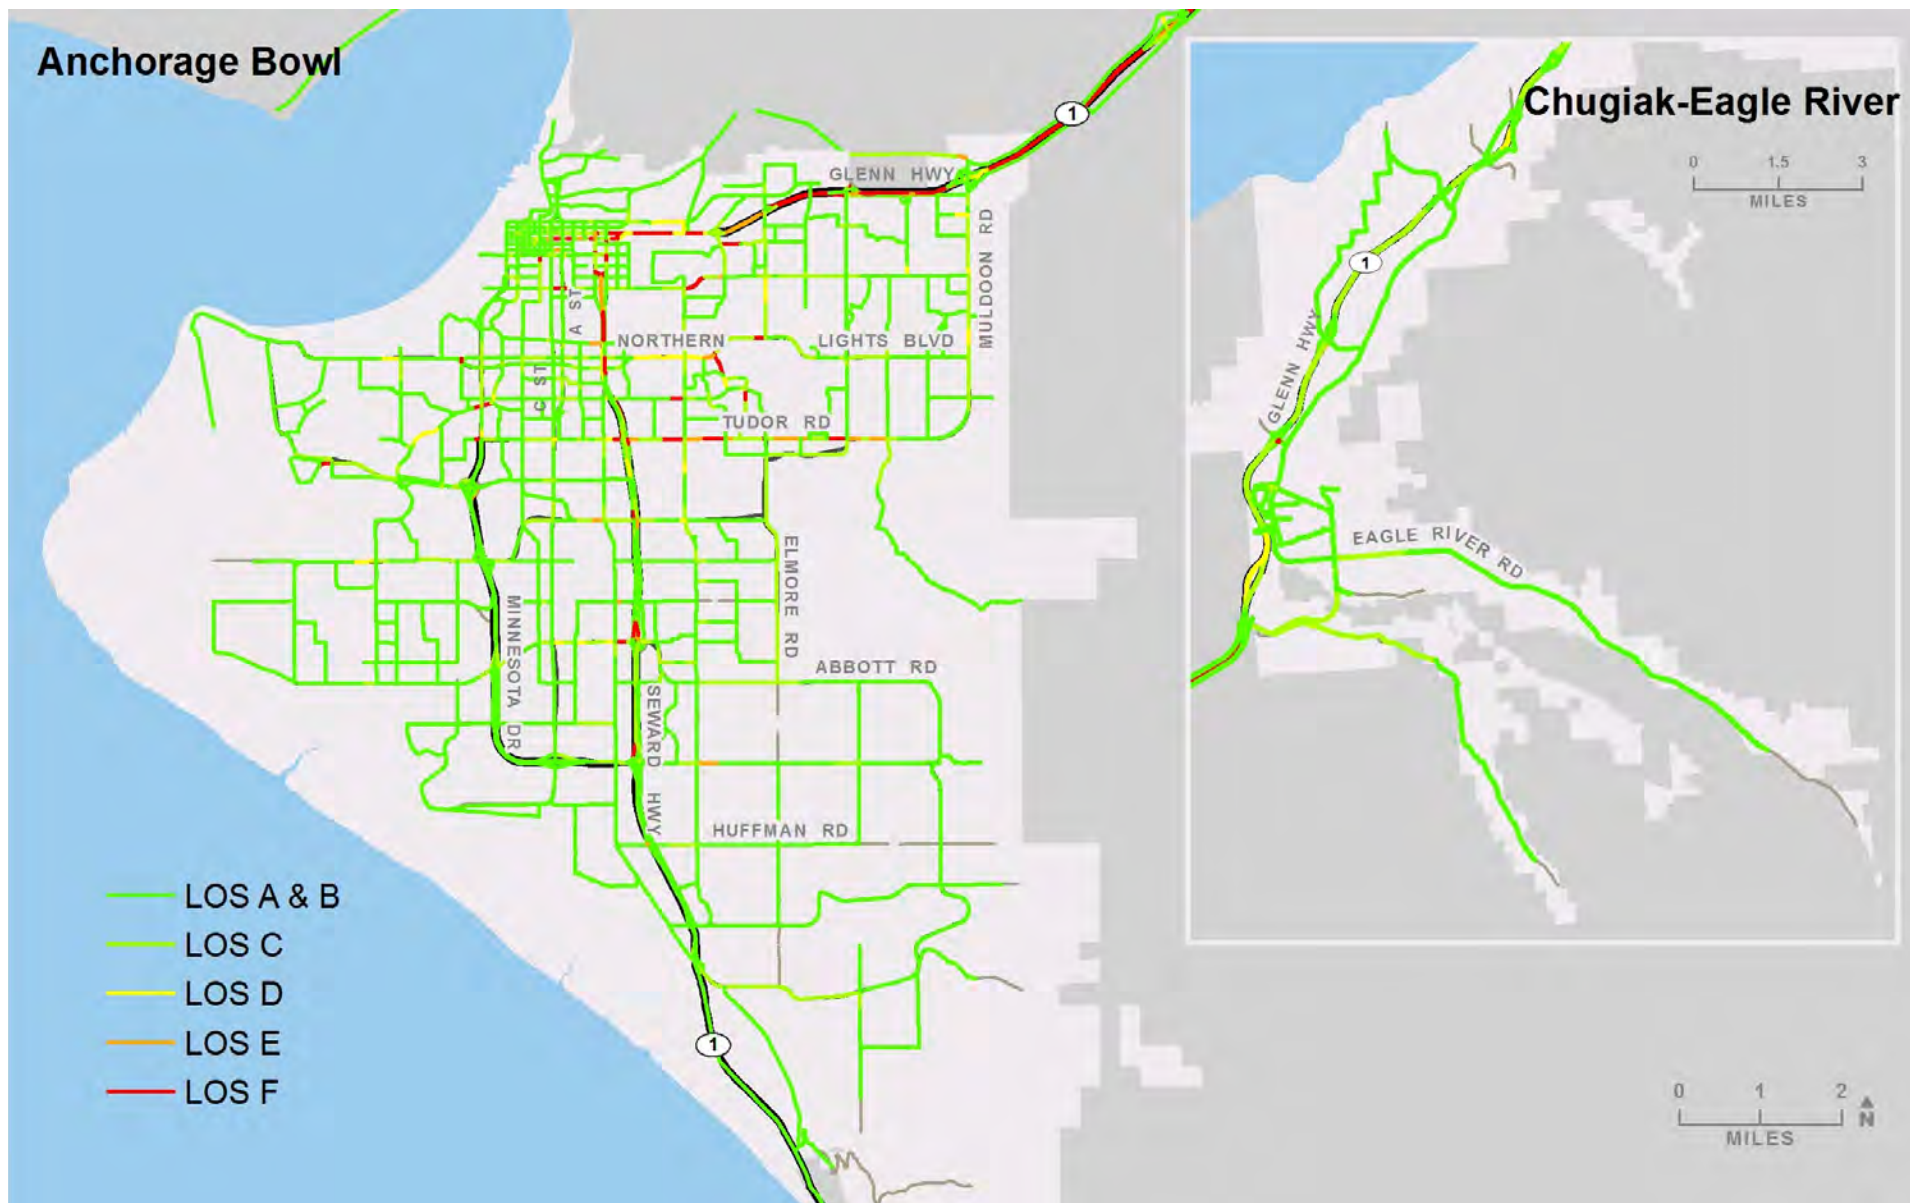 Anchorage Bowl
Chugiak-Eagle River
0 1.5 3
MILES
1
GLENN HWY
MULDOON RD
A ST
NORTHERN LIGHTS BLVD
C ST
TUDOR RD
1
GLENN HWY
EAGLE RIVER RD
ELMORE RD
MINNESOTA DR
ABBOTT RD
SEWARD HWY
HUFFMAN RD
LOS A & B
LOS C
LOS D
LOS E
LOS F
1
0 1 2
MILES
N